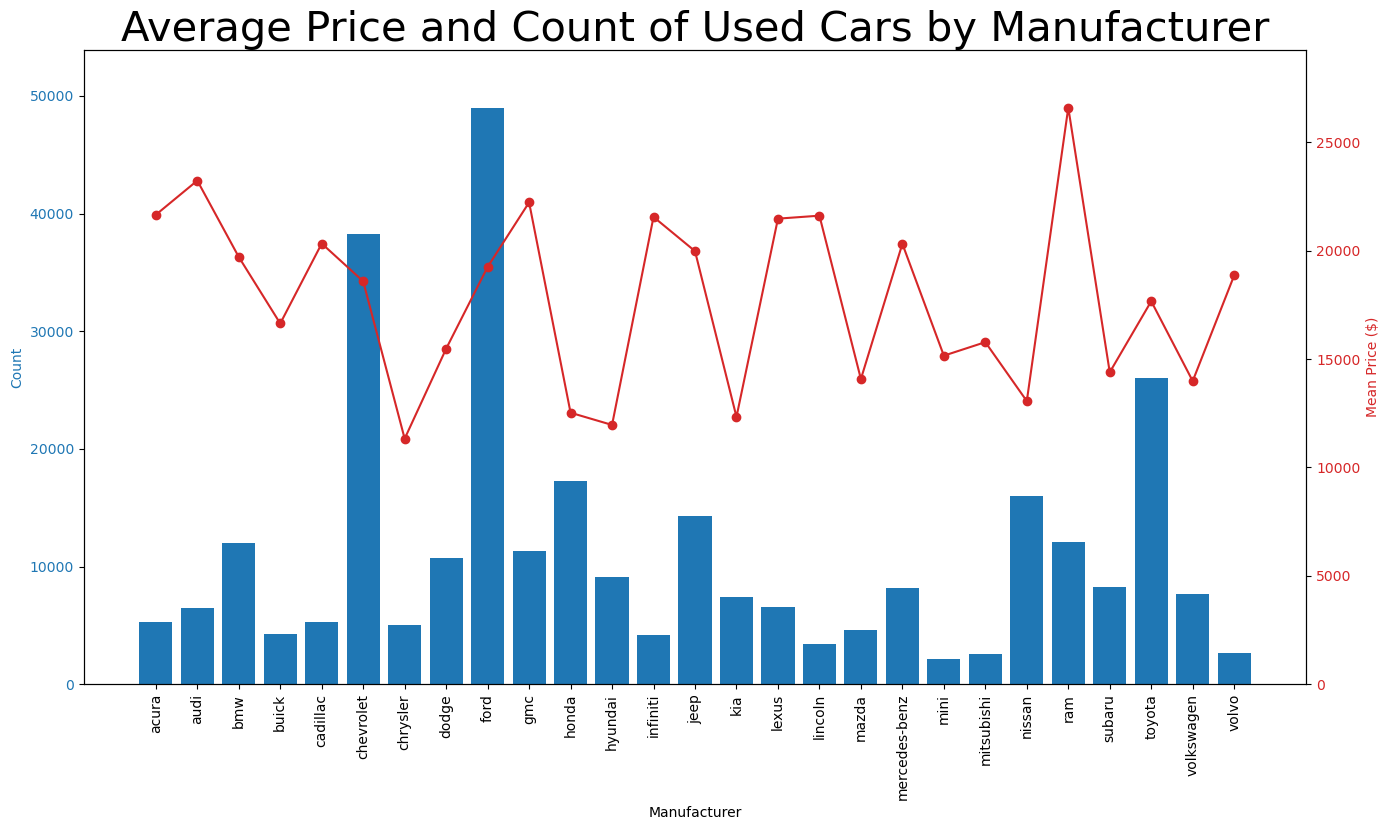 Average Price and Count of Used Cars by Manufacturer
Count
50000
40000
30000
20000
10000
0
Mean Price ($)
25000
20000
15000
10000
5000
0
acura
audi
bmw
buick
cadillac
chevrolet
chrysler
dodge
ford
gmc
honda
hyundai
infiniti
jeep
kia
lexus
lincoln
mazda
mercedes-benz
mini
mitsubishi
nissan
ram
subaru
toyota
volkswagen
volvo
Manufacturer